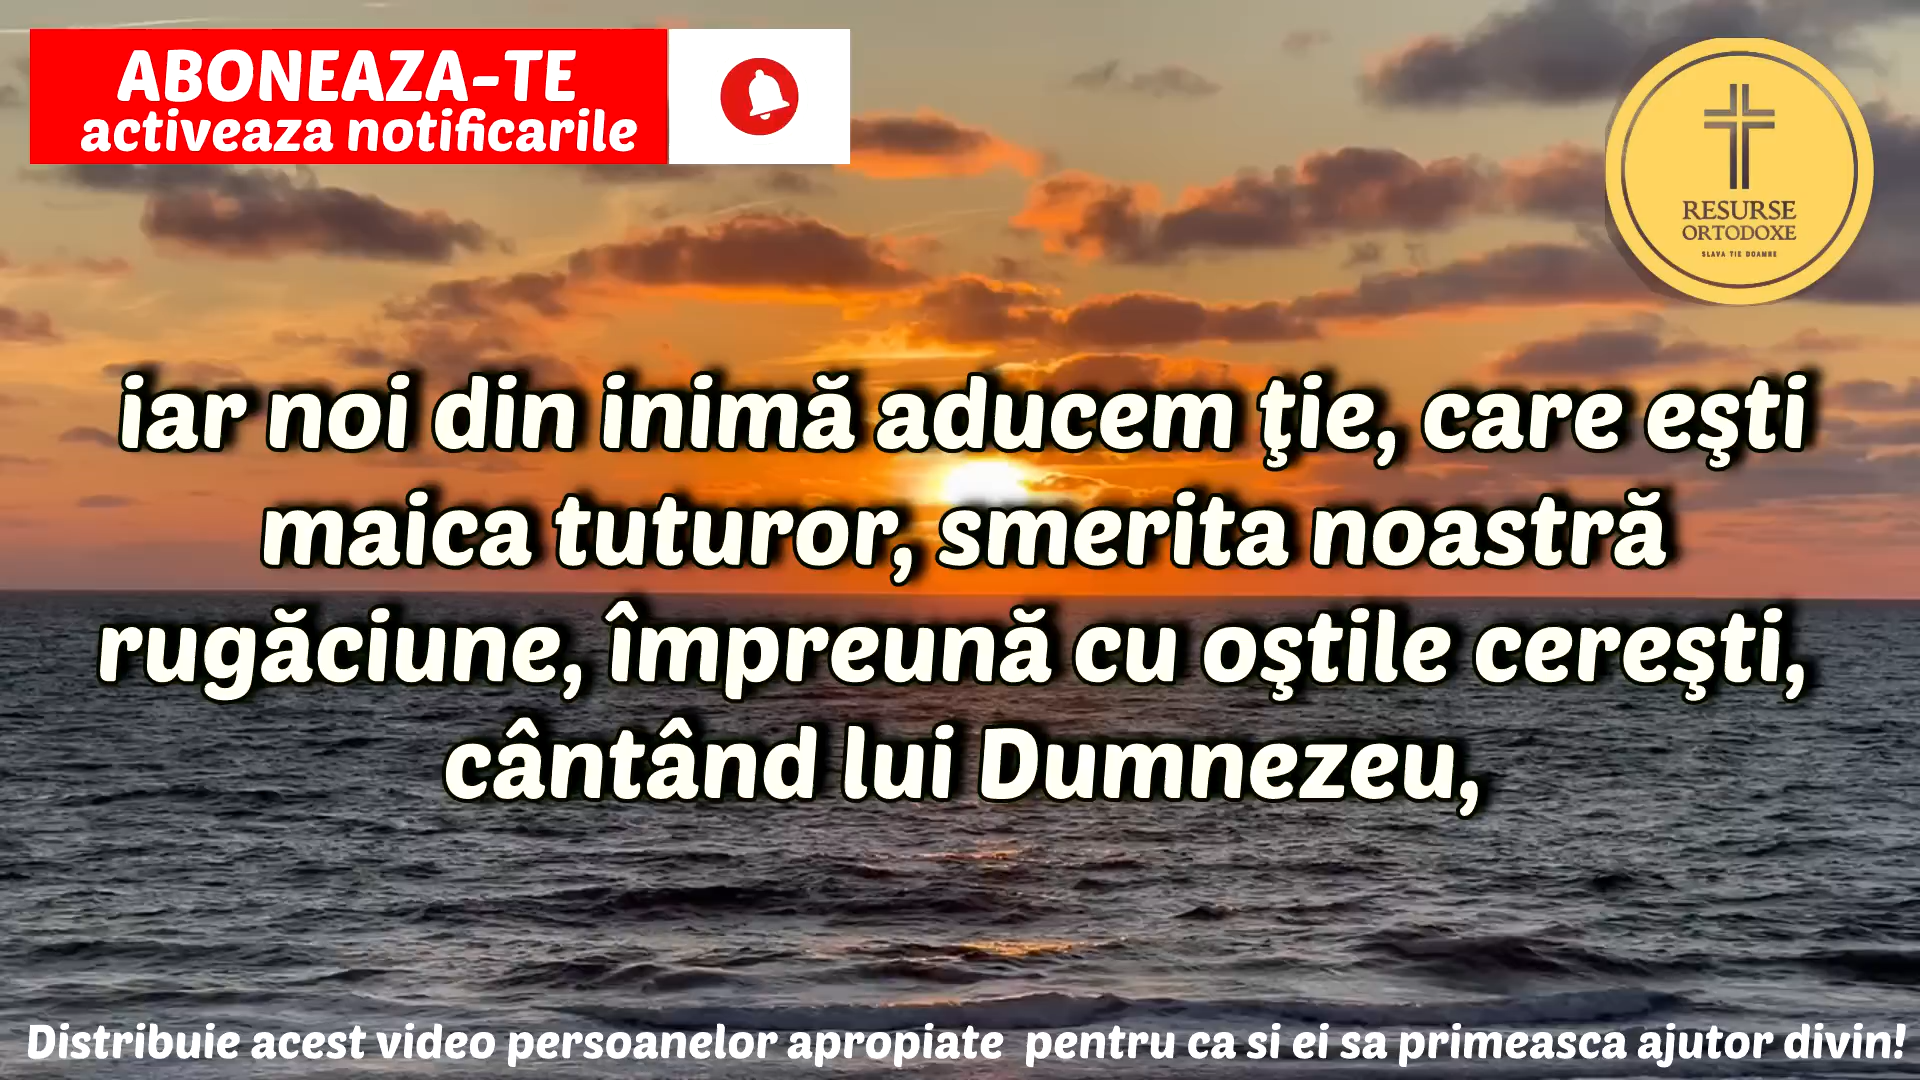 ABONEAZA-TE
activeaza notificarile
RESURSE
ORTODOXE
SLAVA TIE DOAMNE
iar noi din inimă aducem ţie, care eşti
maica tuturor, smerita noastră
rugăciune, împreună cu oştile cereşti,
cântând lui Dumnezeu,
Distribuie acest video persoanelor apropiate pentru ca si ei sa primeasca ajutor divin!